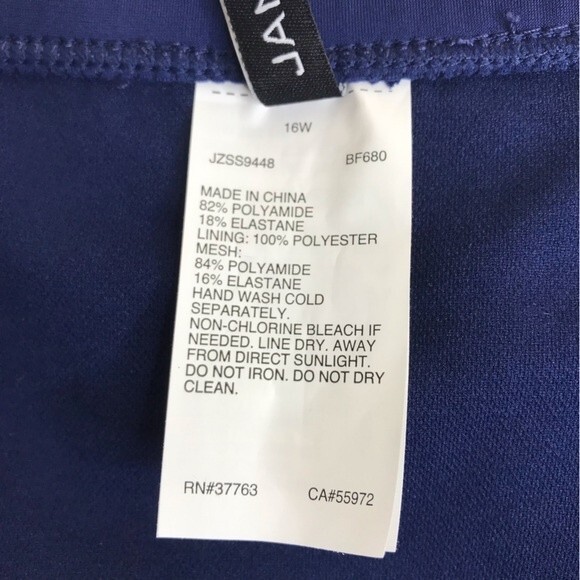 JAN
16W
JZSS9448 BF680
MADE IN CHINA
82% POLYAMIDE
18% ELASTANE
LINING: 100% POLYESTER
MESH:
84% POLYAMIDE
16% ELASTANE
HAND WASH COLD
SEPARATELY.
NON-CHLORINE BLEACH IF
NEEDED. LINE DRY. AWAY
FROM DIRECT SUNLIGHT.
DO NOT IRON. DO NOT DRY
CLEAN.
RN#37763 CA#55972